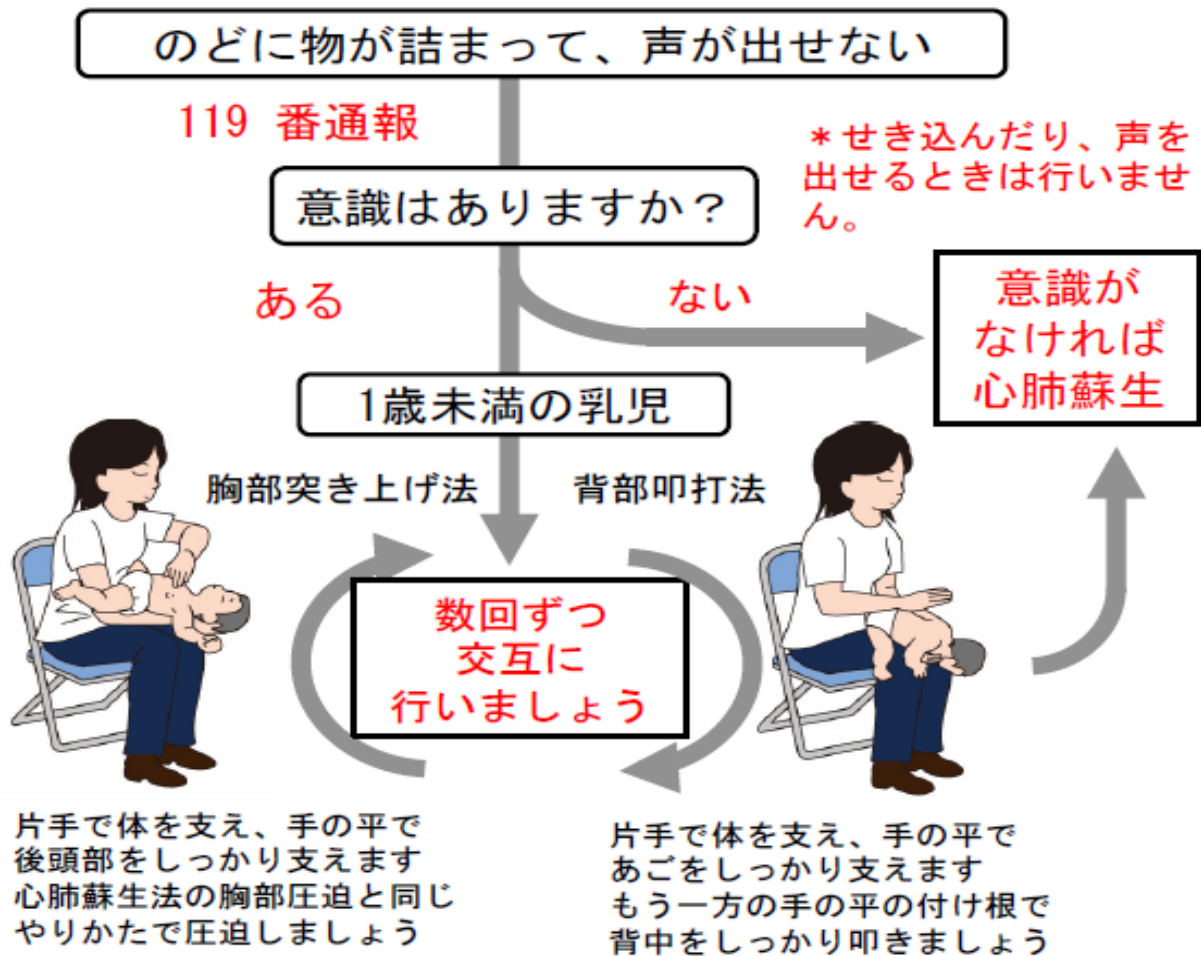 のどに物が詰まって、声が出せない
119 番通報
＊せき込んだり、声を
出せるときは行いませ
ん。
意識はありますか？
ある
ない
意識が
なければ
心肺蘇生
1歳未満の乳児
胸部突き上げ法
背部叩打法
数回ずつ
交互に
行いましょう
片手で体を支え、手の平で
後頭部をしっかり支えます
心肺蘇生法の胸部圧迫と同じ
やりかたで圧迫しましょう
片手で体を支え、手の平で
あごをしっかり支えます
もう一方の手の平の付け根で
背中をしっかり叩きましょう